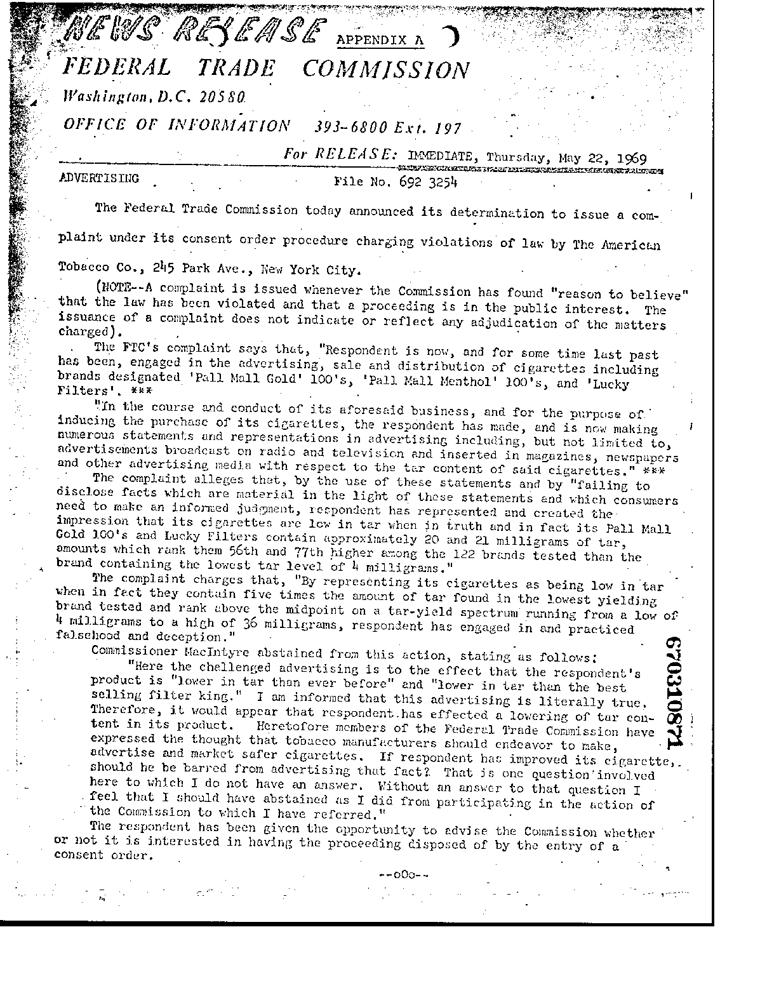 NEWS RELEASE APPENDIX A
FEDERAL TRADE COMMISSION
Washington, D.C. 20580
OFFICE OF INFORMATION 393-6800 Ext. 197
For RELEASE: IMMEDIATE, Thursday, May 22, 1969
ADVERTISING File No. 692 3254
The Federal Trade Commission today announced its determination to issue a com-
plaint under its consent order procedure charging violations of law by The American
Tobacco Co., 245 Park Ave., New York City.
(NOTE--A complaint is issued whenever the Commission has found "reason to believe"
that the law has been violated and that a proceeding is in the public interest. The
issuance of a complaint does not indicate or reflect any adjudication of the matters
charged).
The FTC's complaint says that, "Respondent is now, and for some time last past
has been, engaged in the advertising, sale and distribution of cigarettes including
brands designated 'Pall Mall Gold' 100's, 'Pall Mall Menthol' 100's, and 'Lucky
Filters'. ***
"In the course and conduct of its aforesaid business, and for the purpose of
inducing the purchase of its cigarettes, the respondent has made, and is now making
numerous statements and representations in advertising including, but not limited to,
advertisements broadcast on radio and television and inserted in magazines, newspapers
and other advertising media with respect to the tar content of said cigarettes." ***
The complaint alleges that, by the use of these statements and by "failing to
disclose facts which are material in the light of these statements and which consumers
need to make an informed judgment, respondent has represented and created the
impression that its cigarettes are low in tar when in truth and in fact its Pall Mall
Gold 100's and Lucky Filters contain approximately 20 and 21 milligrams of tar,
amounts which rank them 56th and 77th higher among the 122 brands tested than the
brand containing the lowest tar level of 4 milligrams."
The complaint charges that, "By representing its cigarettes as being low in tar
when in fact they contain five times the amount of tar found in the lowest yielding
brand tested and rank above the midpoint on a tar-yield spectrum running from a low of
4 milligrams to a high of 36 milligrams, respondent has engaged in and practiced
falsehood and deception."
Commissioner MacIntyre abstained from this action, stating as follows:
"Here the challenged advertising is to the effect that the respondent's
product is "lower in tar than ever before" and "lower in tar than the best
selling filter king." I am informed that this advertising is literally true.
Therefore, it would appear that respondent has effected a lowering of tar con-
tent in its product. Heretofore members of the Federal Trade Commission have
expressed the thought that tobacco manufacturers should endeavor to make,
advertise and market safer cigarettes. If respondent has improved its cigarette,
should he be barred from advertising that fact? That is one question involved
here to which I do not have an answer. Without an answer to that question I
feel that I should have abstained as I did from participating in the action of
the Commission to which I have referred."
The respondent has been given the opportunity to advise the Commission whether
or not it is interested in having the proceeding disposed of by the entry of a
consent order.
--oOo--
670310871